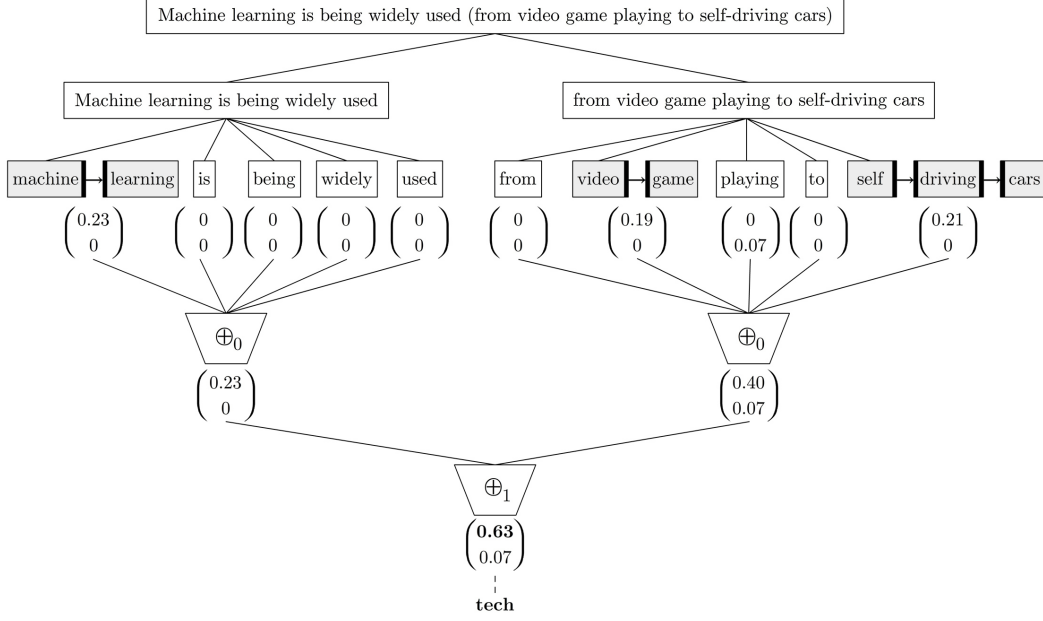 Machine learning is being widely used (from video game playing to self-driving cars)
Machine learning is being widely used
from video game playing to self-driving cars
machine learning is being widely used
from video game playing to self driving cars
0.23 0 0 0 0
0 0 0 0 0
0 0.19 0 0 0.21
0 0 0.07 0 0
⊕0
⊕0
0.23
0
0.40
0.07
⊕1
0.63
0.07
tech